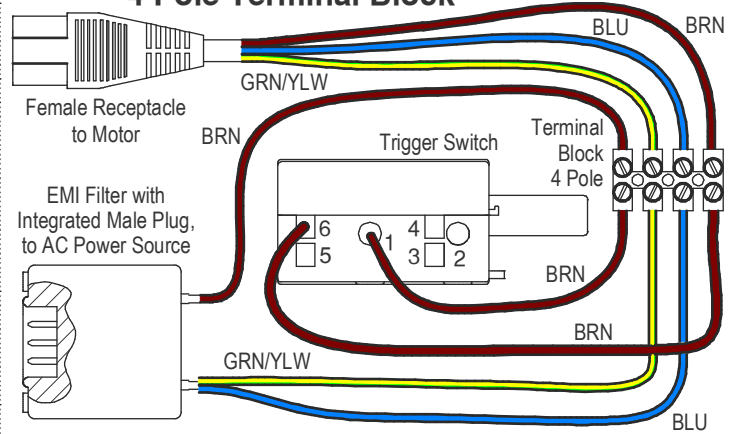 4 Pole Terminal Block
BLU
BRN
GRN/YLW
Female Receptacle
to Motor
BRN
Trigger Switch
Terminal
Block
4 Pole
EMI Filter with
Integrated Male Plug,
to AC Power Source
6
1
4
5
3
2
BRN
BRN
GRN/YLW
BLU